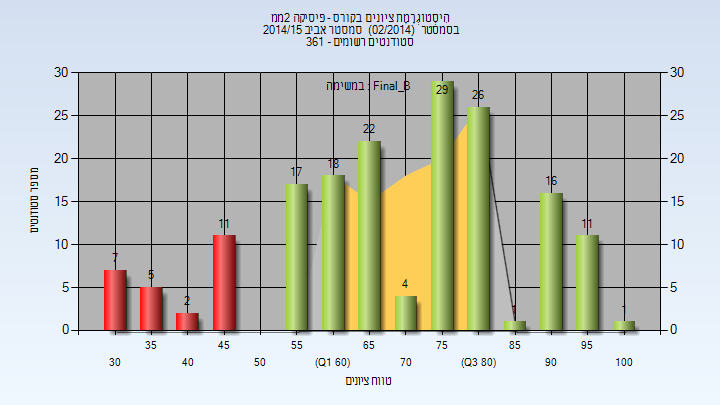 היסטוגרמת ציונים בקורס - פיסיקה 2ממ
בסמסטר (02/2014) סמסטר אביב 2014/15
סטודנטים רשומים - 361
במשימה : Final_B
מספר סטודנטים
30 30
25 25
20 20
15 15
10 10
5 5
0 0
7 5 2 11 17 18 22 4 29 26 1 16 11 1
35 45 55 65 75 85 95
30 40 50 (Q1 60) 70 (Q3 80) 90 100
טווח ציונים